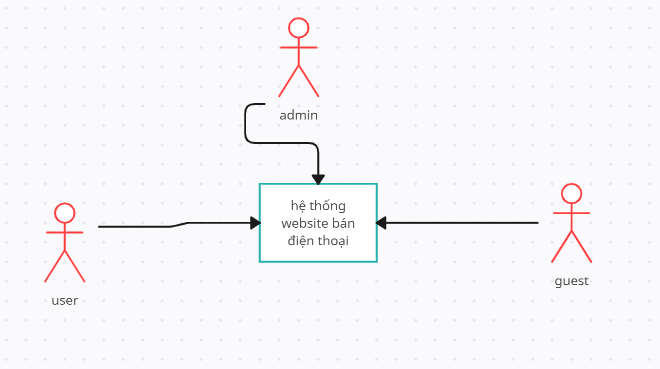 admin
hệ thống
website bán
điện thoại
user
guest